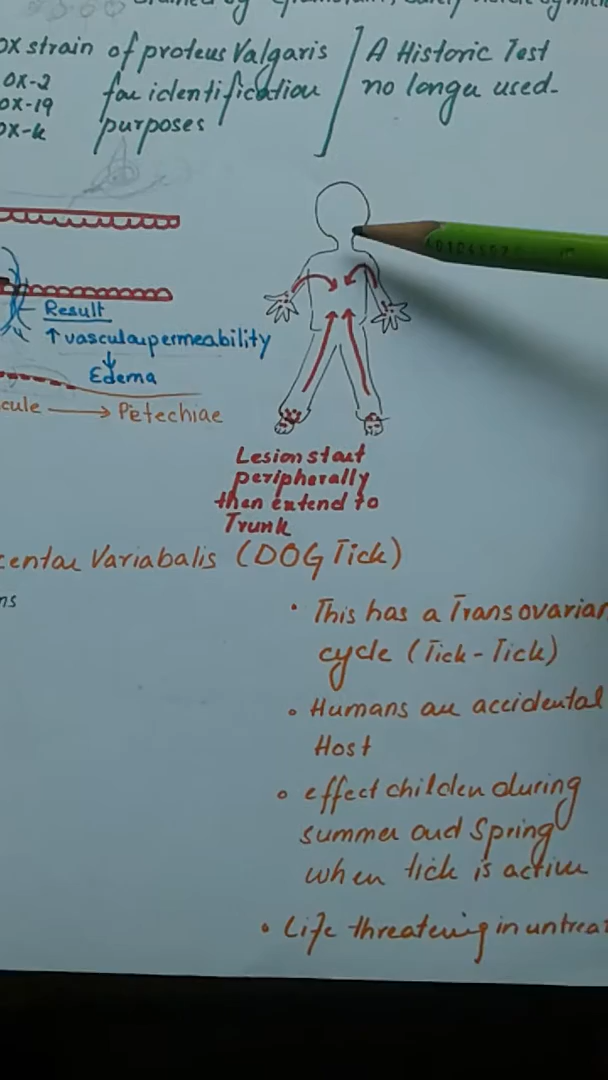 OX strain of proteus Valgaris
OX-2 for identification
OX-19 purposes
OX-k
A Historic Test
no longer used.
Result
↑ vascular permeability
↓
Edema
cule → Petechiae
Lesion start
peripherally
then extend to
Trunk
centar Variabalis (DOG Tick)
ns
• This has a Transovarian
cycle (Tick - Tick)
• Humans are accidental
Host
• effect children during
summer and Spring
when tick is active
• Life threatening in untrea